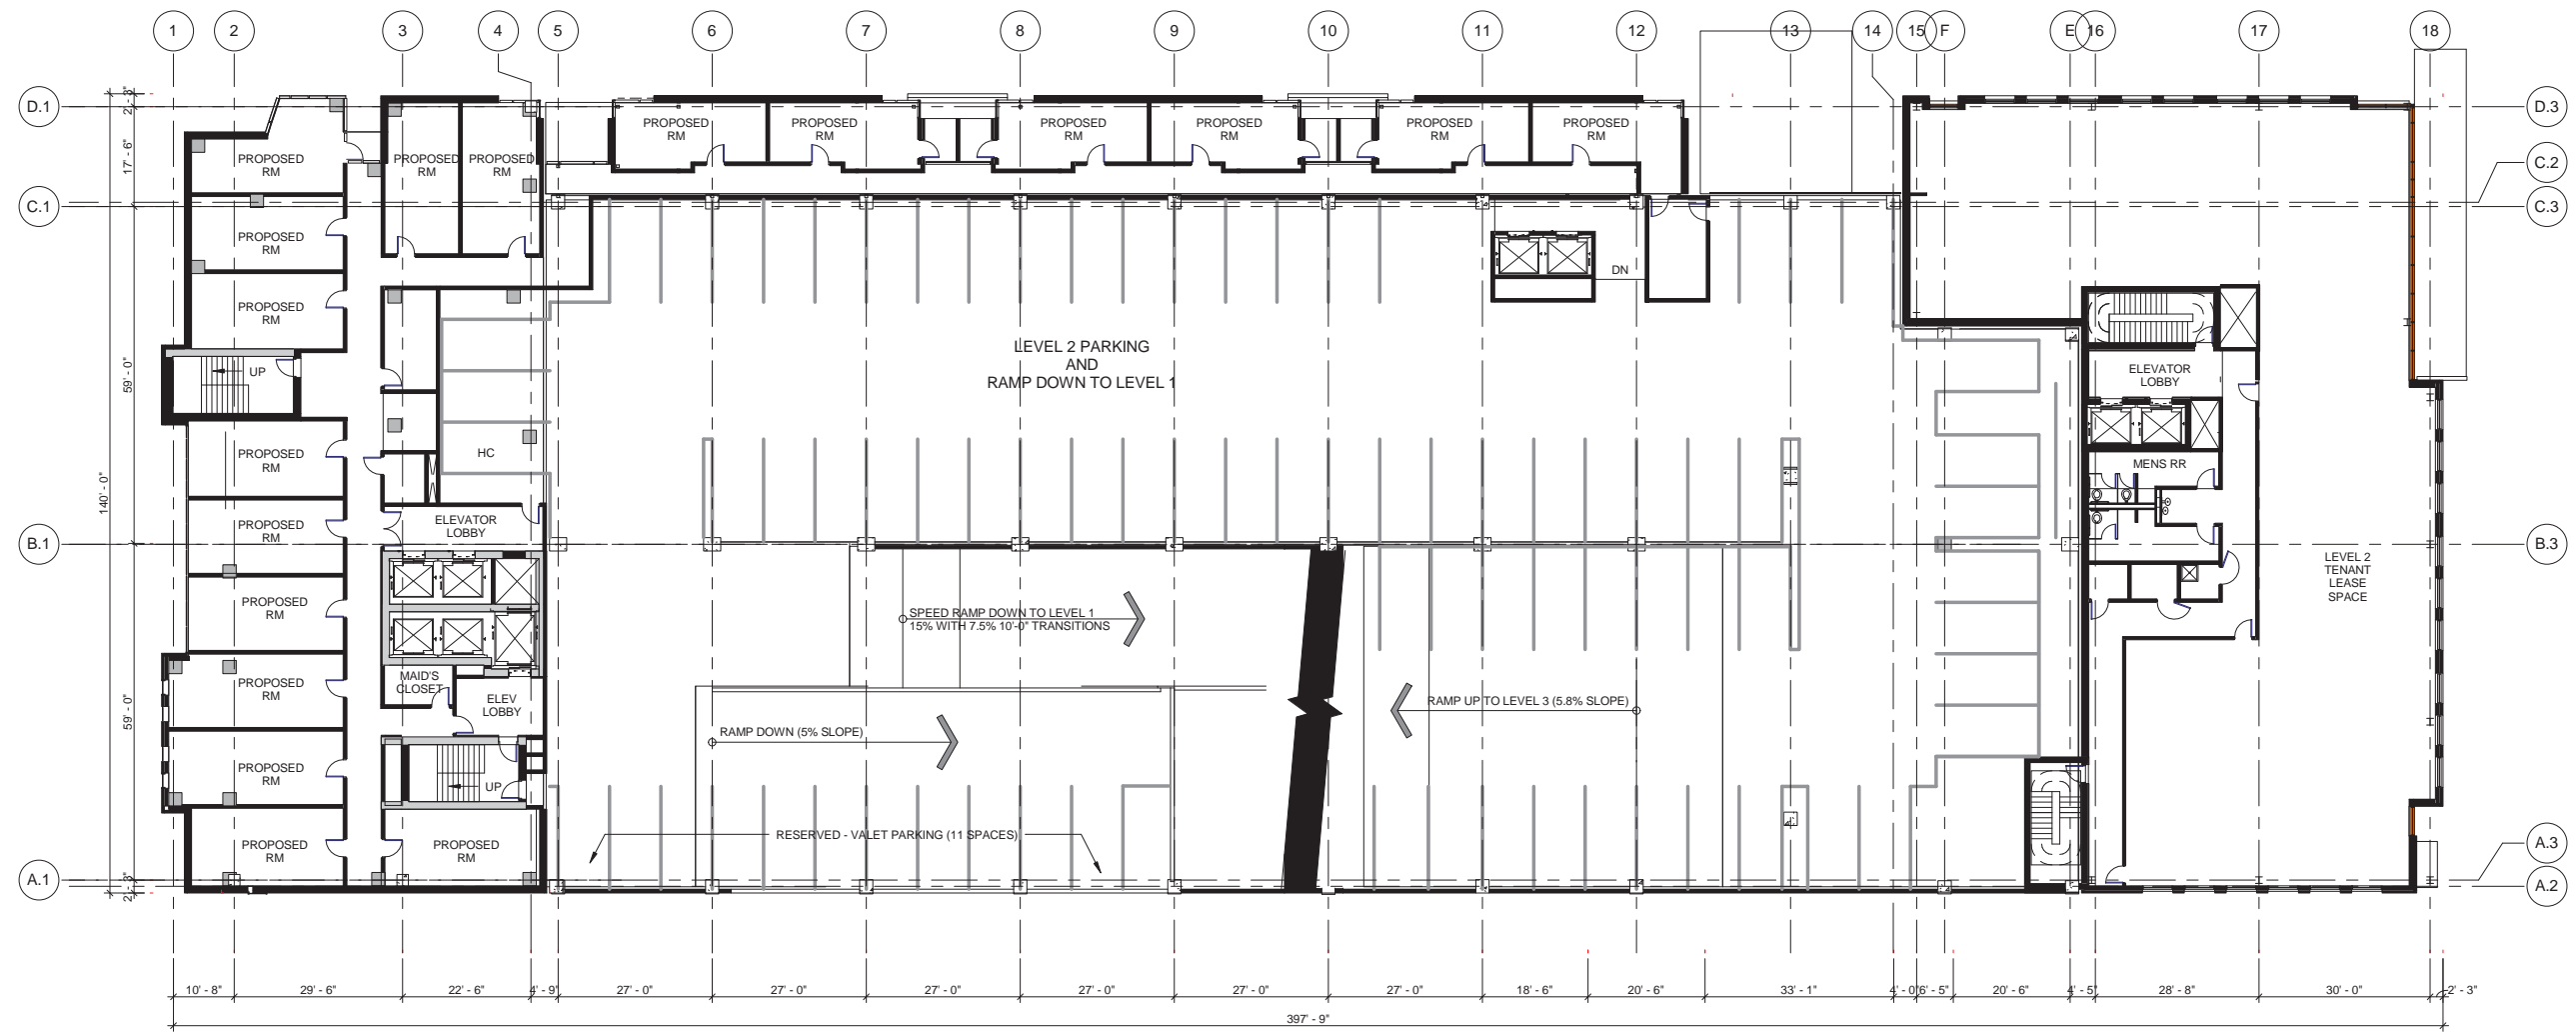 1
2
3
4
5
6
7
8
9
10
11
12
13
14
15
F
E
16
17
18
D.1
D.3
C.2
C.1
C.3
B.1
B.3
A.1
A.3
A.2
2' - 3"
17' - 6"
59' - 0"
140' - 0"
59' - 0"
2' - 3"
PROPOSED
RM
PROPOSED
RM
PROPOSED
RM
PROPOSED
RM
PROPOSED
RM
PROPOSED
RM
PROPOSED
RM
PROPOSED
RM
PROPOSED
RM
PROPOSED
RM
PROPOSED
RM
UP
PROPOSED
RM
PROPOSED
RM
PROPOSED
RM
PROPOSED
RM
PROPOSED
RM
PROPOSED
RM
PROPOSED
RM
HC
ELEVATOR
LOBBY
MAID'S
CLOSET
ELEV
LOBBY
UP
LEVEL 2 PARKING
AND
RAMP DOWN TO LEVEL 1
DN
SPEED RAMP DOWN TO LEVEL 1
15% WITH 7.5% 10'-0" TRANSITIONS
RAMP DOWN (5% SLOPE)
RAMP UP TO LEVEL 3 (5.8% SLOPE)
RESERVED - VALET PARKING (11 SPACES)
ELEVATOR
LOBBY
MENS RR
LEVEL 2
TENANT
LEASE
SPACE
10' - 8"
29' - 6"
22' - 6"
4' - 9"
27' - 0"
27' - 0"
27' - 0"
27' - 0"
27' - 0"
27' - 0"
18' - 6"
20' - 6"
33' - 1"
4' - 0"
6' - 5"
20' - 6"
4' - 5"
28' - 8"
30' - 0"
2' - 3"
397' - 9"